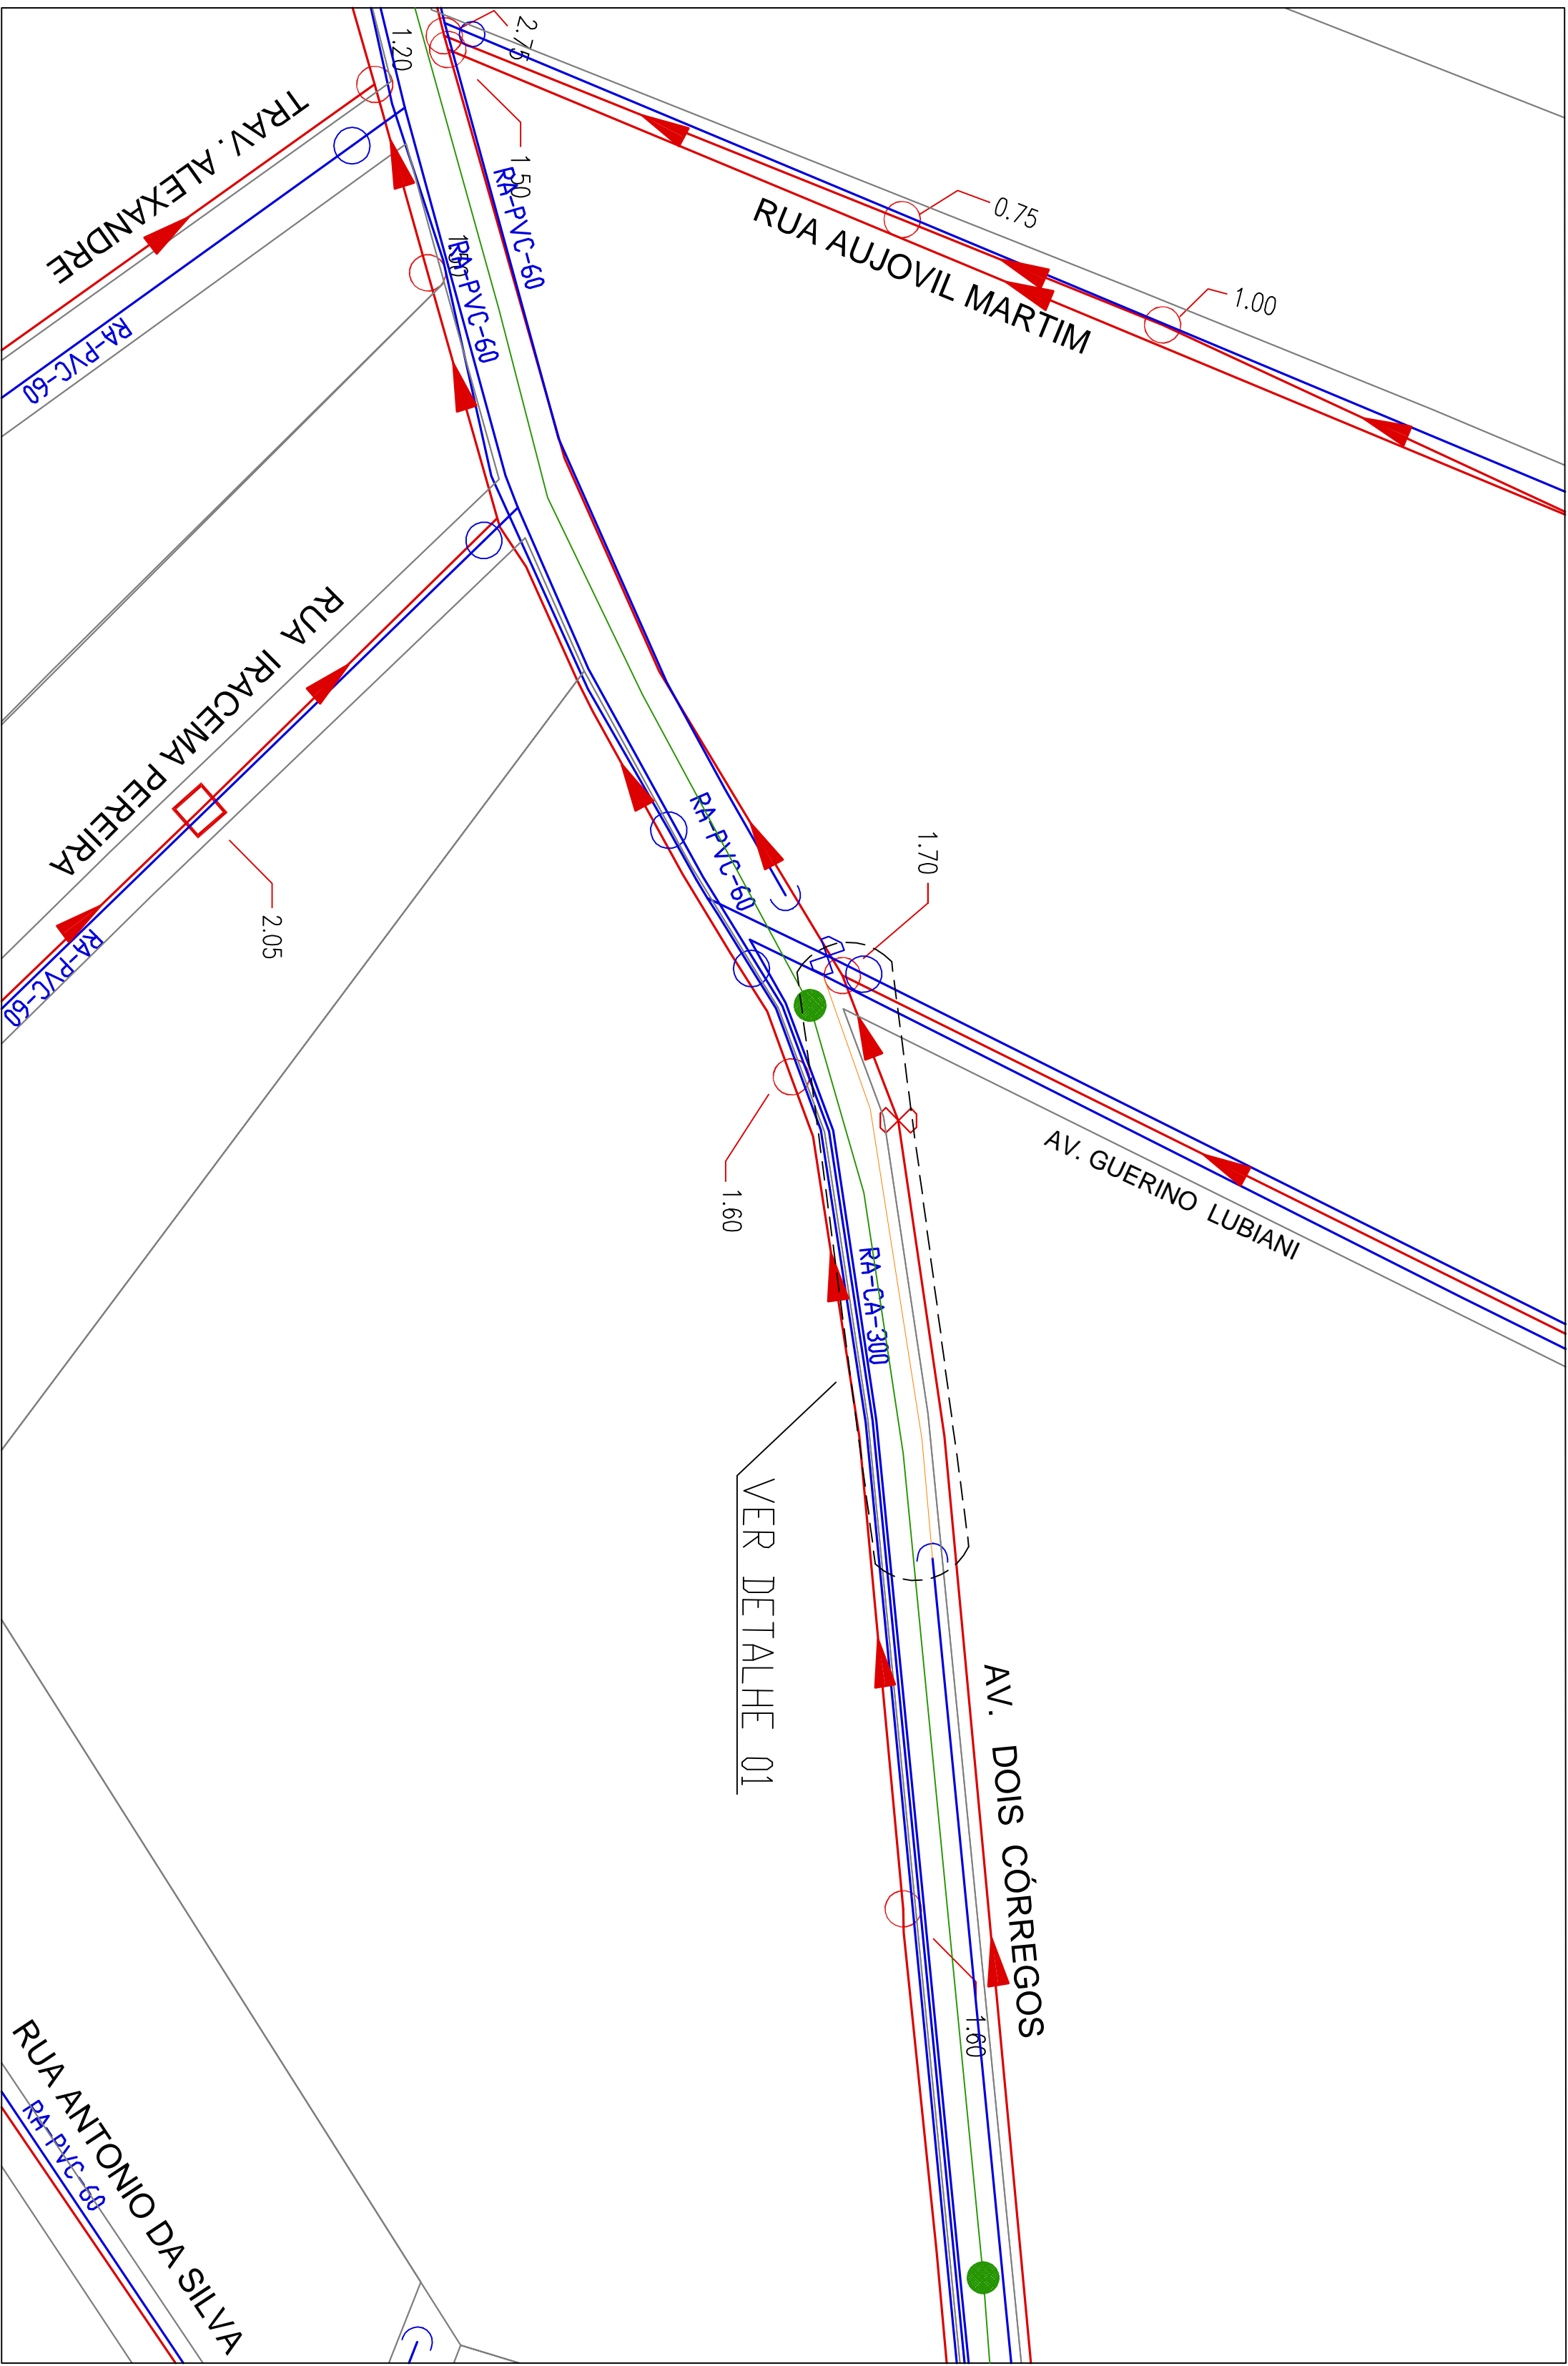 2.75
1.20
TRAV. ALEXANDRE
RA-PVC-60
1.50
RA-PVC-60
RA-PVC-60
RUA AUJOVIL MARTIM
0.75
1.00
RUA IRACEMA PEREIRA
2.05
RA-PVC-60
RA-PVC-60
1.70
1.60
AV. GUERINO LUBIANI
RA-CA-300
VER DETALHE 01
AV. DOIS CÓRREGOS
1.60
RUA ANTONIO DA SILVA
RA-PVC-60